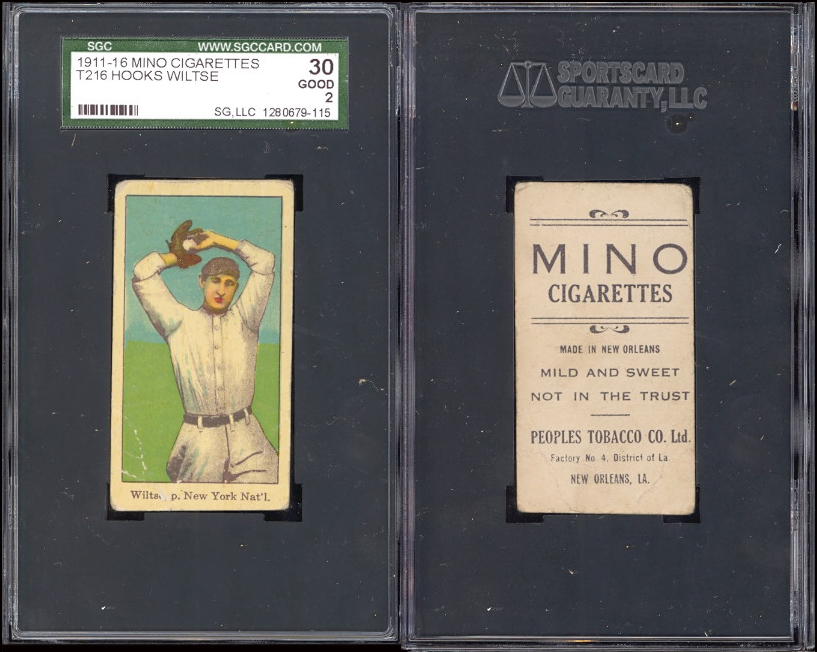 SGC WWW.SGCCARD.COM
1911-16 MINO CIGARETTES 30
T216 HOOKS WILTSE GOOD
2
SG, LLC 1280679-115
Wilts p. New York Nat'l.
SPORTSCARD
GUARANTY, LLC
MINO
CIGARETTES
MADE IN NEW ORLEANS
MILD AND SWEET
NOT IN THE TRUST
PEOPLES TOBACCO CO. Ltd.
Factory No. 4, District of La.
NEW ORLEANS, LA.